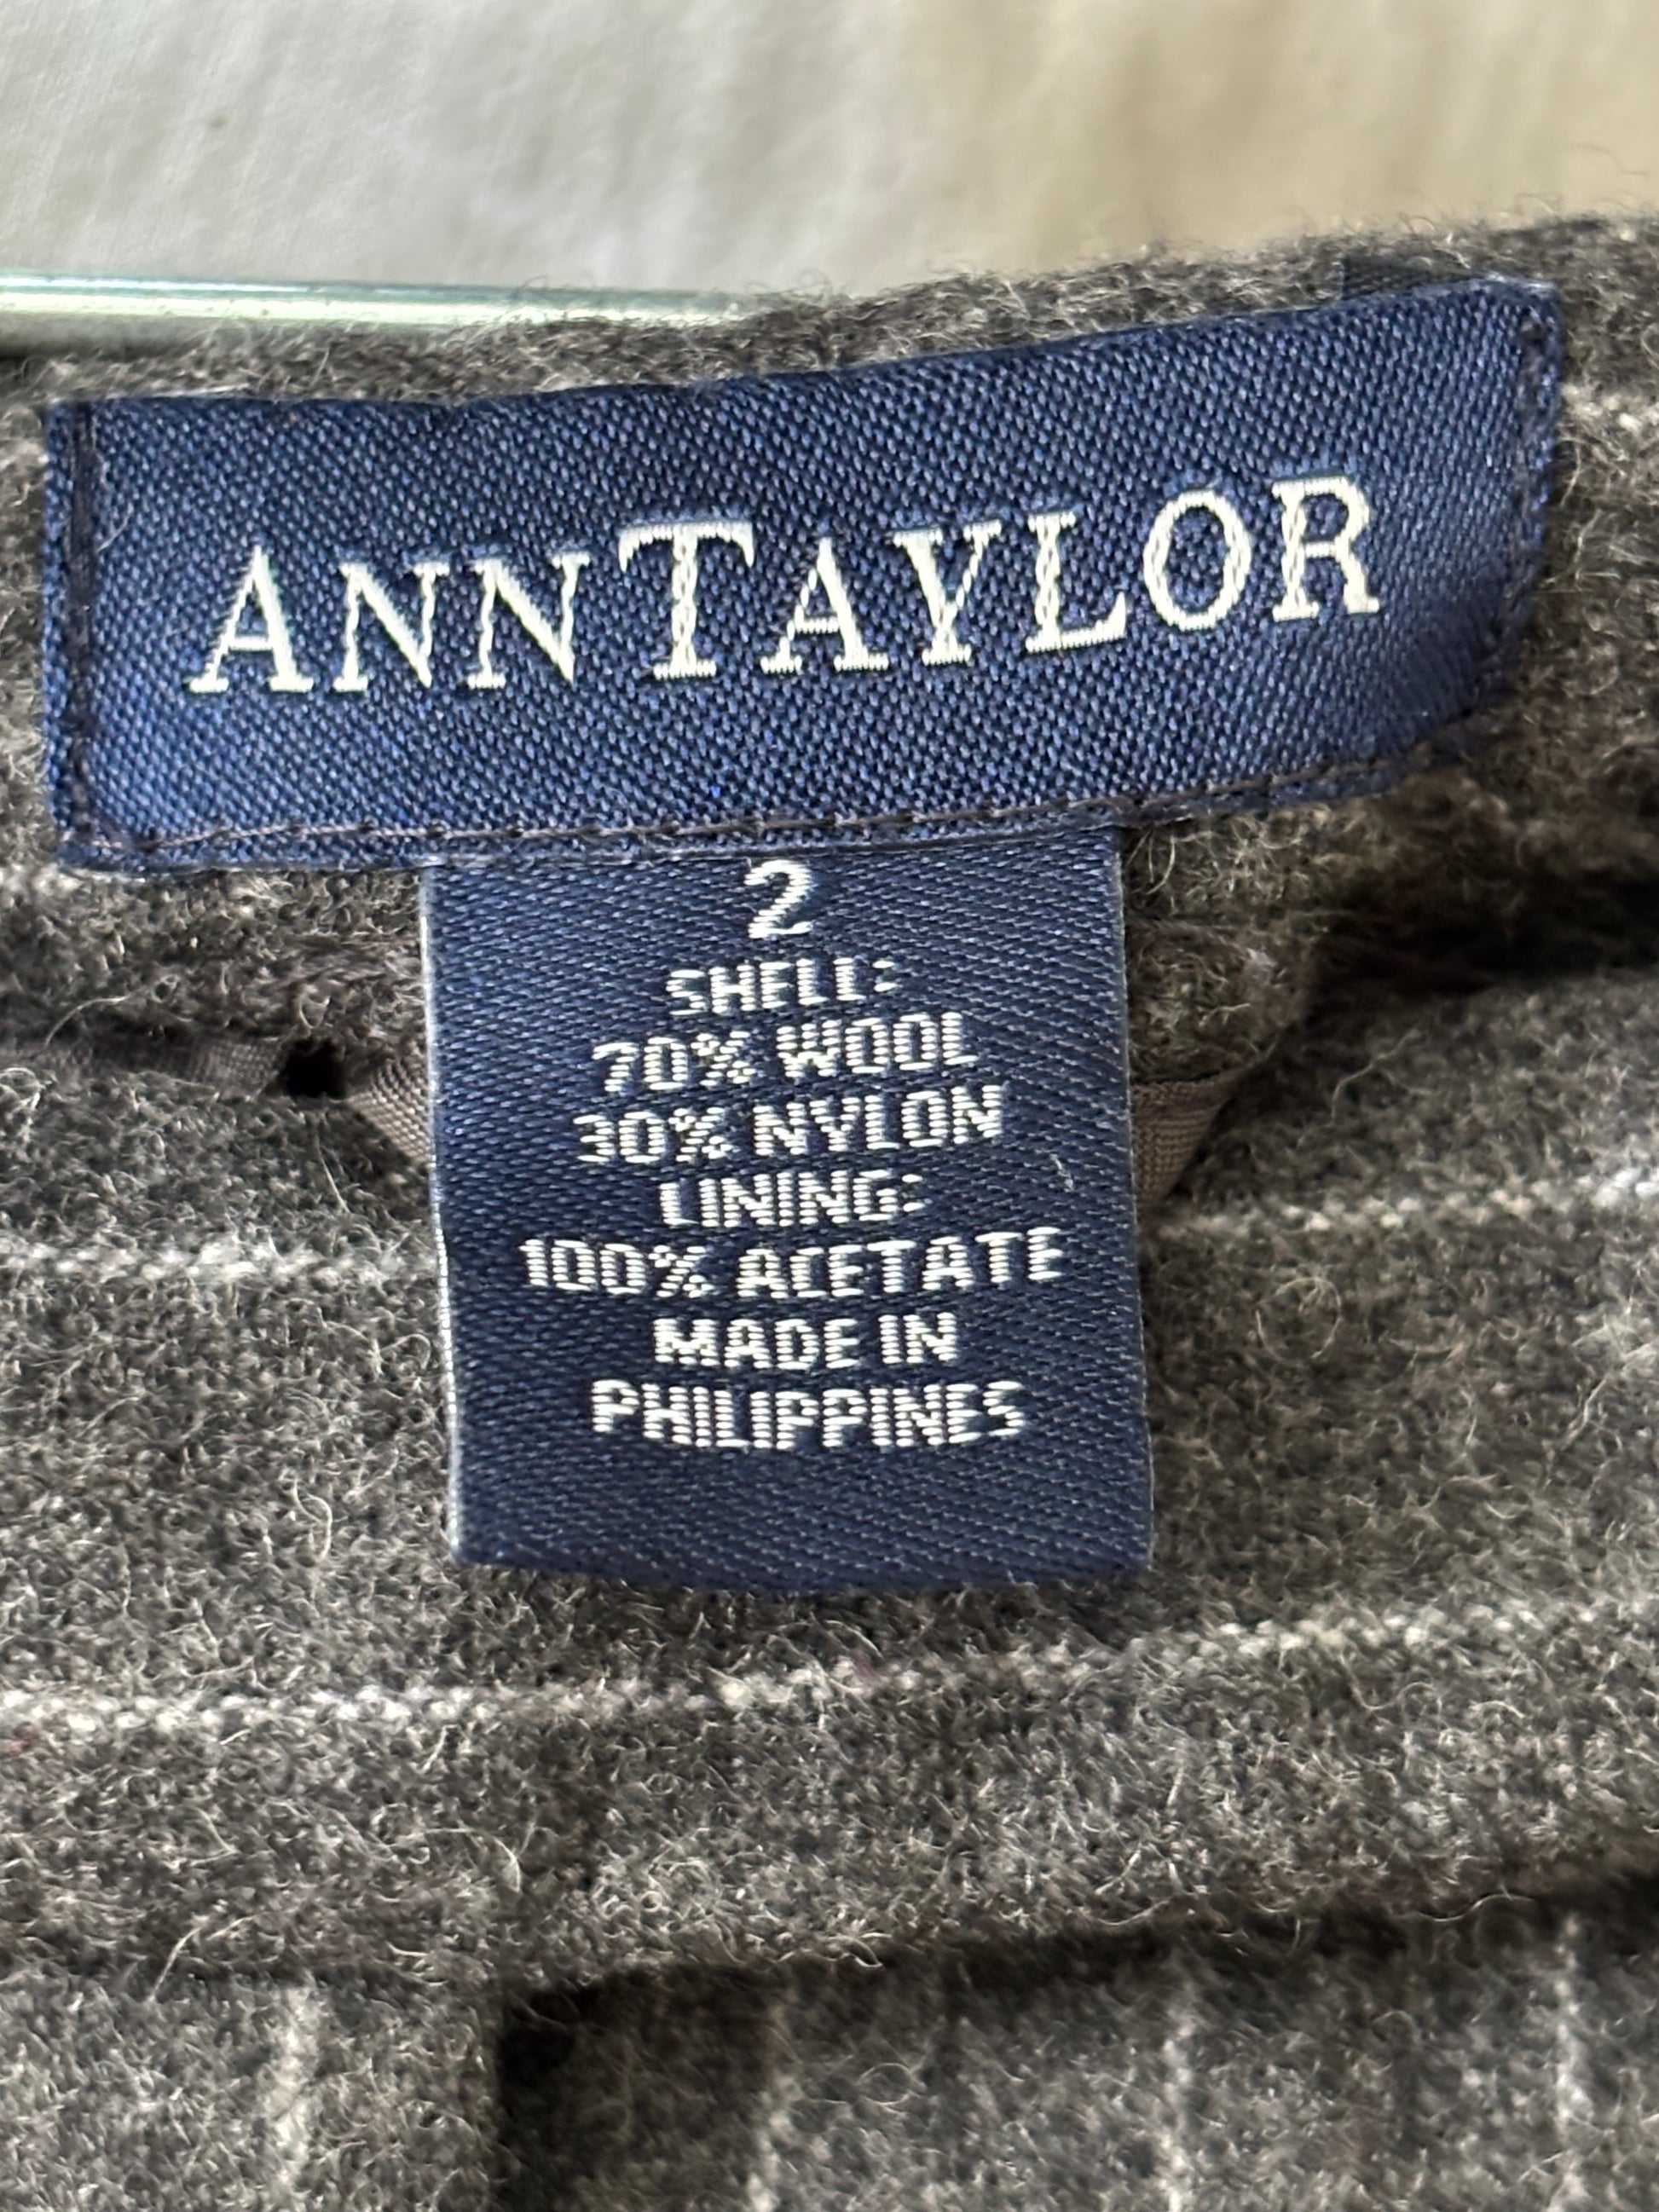 ANNTAYLOR
2
SHELL:
70% WOOL
30% NYLON
LINING:
100% ACETATE
MADE IN
PHILIPPINES